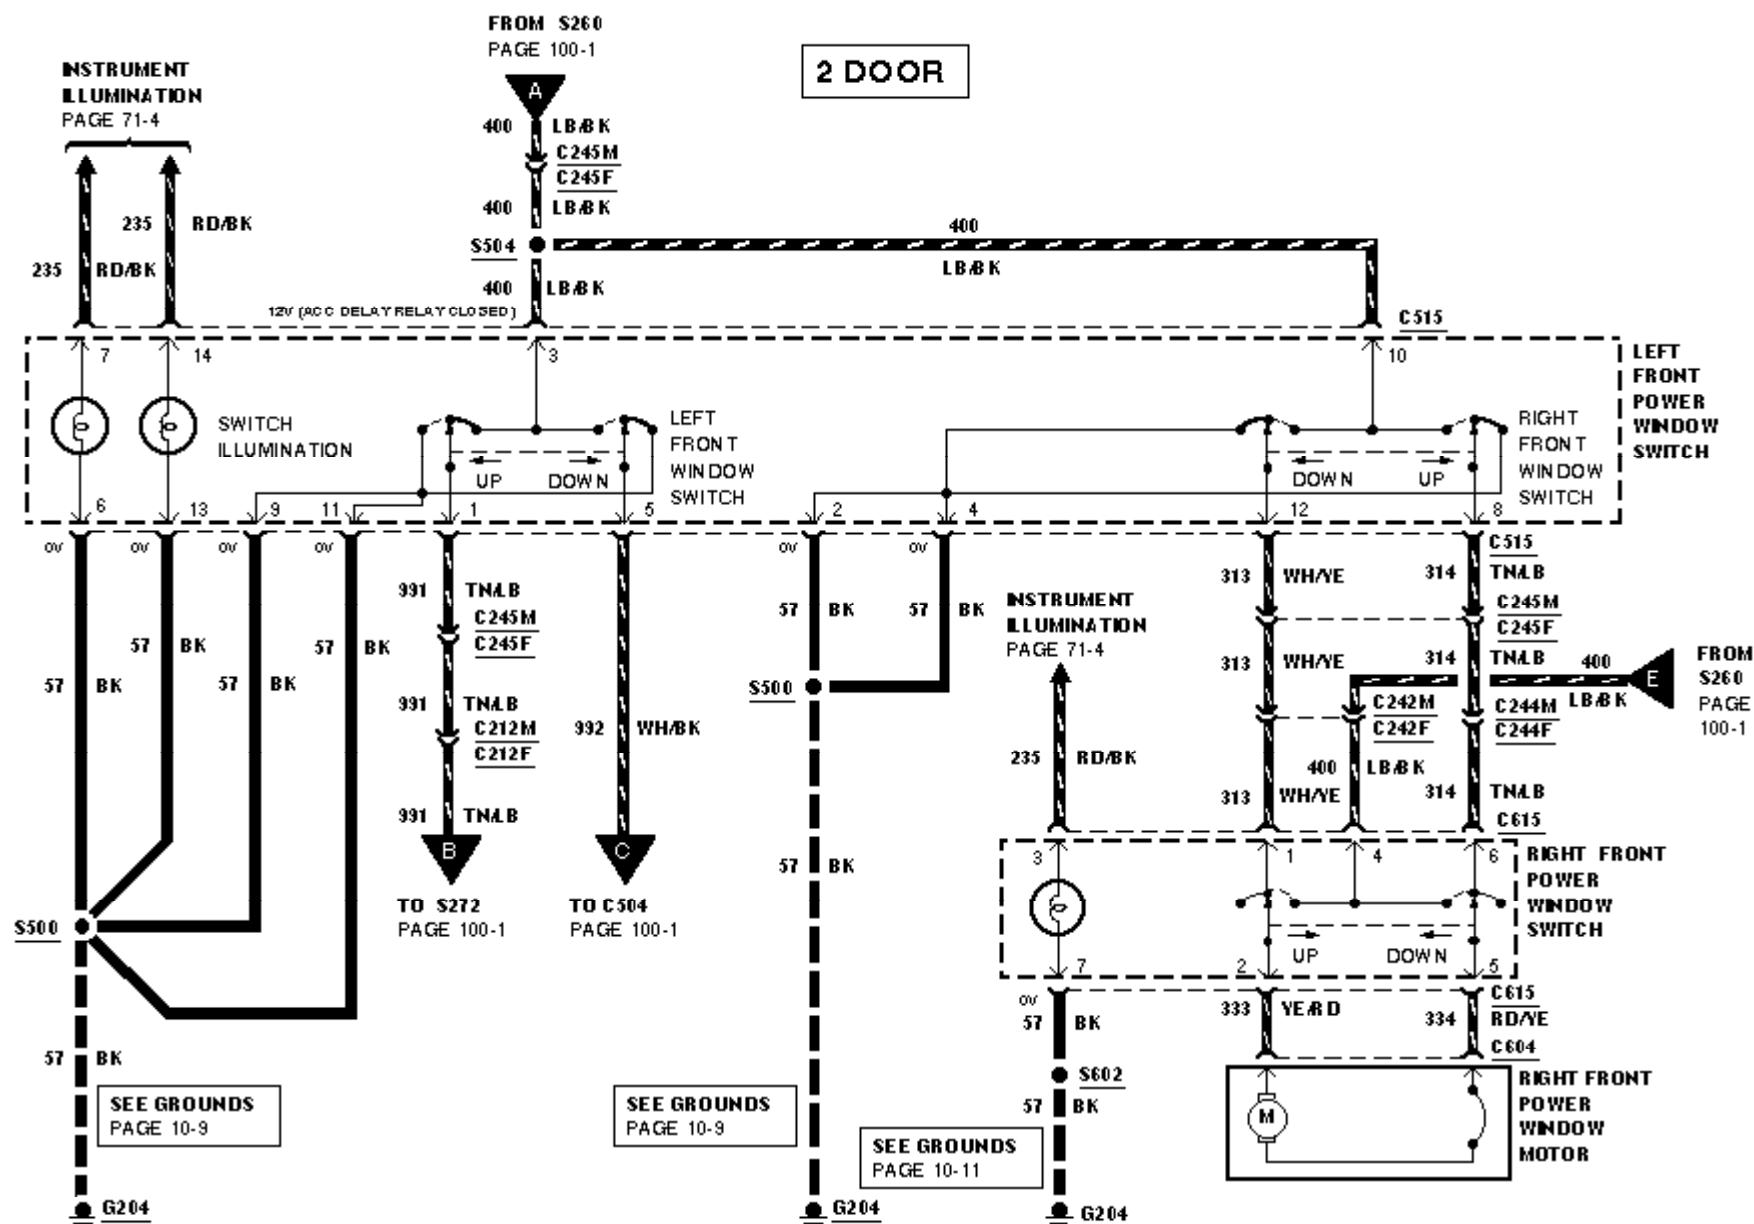 FROM S260
PAGE 100-1
2 DOOR
INSTRUMENT
ILLUMINATION
PAGE 71-4
A
400 LB/BK
C245M
C245F
400 LB/BK
235 RD/BK
S504
400
LB/BK
235 RD/BK
400 LB/BK
12V (ACC DELAY RELAY CLOSED)
C515
7 14 3 10
LEFT
FRONT
POWER
WINDOW
SWITCH
SWITCH
ILLUMINATION
LEFT
FRONT
WINDOW
SWITCH
UP DOWN
RIGHT
FRONT
WINDOW
SWITCH
DOWN UP
6 13 9 11 1 5 2 4 12 8
0V 0V 0V 0V 0V 0V
C515
991 TN/LB
C245M
C245F
313 WH/YE
314 TN/LB
C245M
C245F
57 BK
57 BK
57 BK
57 BK
57 BK
57 BK
INSTRUMENT
ILLUMINATION
PAGE 71-4
313 WH/YE
314 TN/LB
400
LB/BK
E
FROM
S260
PAGE
100-1
S500
991 TN/LB
C212M
C212F
992 WH/BK
C242M
C242F
C244M
C244F
235 RD/BK
400 LB/BK
313 WH/YE
314 TN/LB
C615
991 TN/LB
B
C
TO S272
PAGE 100-1
TO C504
PAGE 100-1
57 BK
3 1 4 6
RIGHT FRONT
POWER
WINDOW
SWITCH
UP DOWN
7 2 5
S500
0V
57 BK
333 YE/RD
C615
334 RD/YE
C604
57 BK
S602
57 BK
RIGHT FRONT
POWER
WINDOW
MOTOR
M
SEE GROUNDS
PAGE 10-9
SEE GROUNDS
PAGE 10-9
SEE GROUNDS
PAGE 10-11
G204
G204
G204